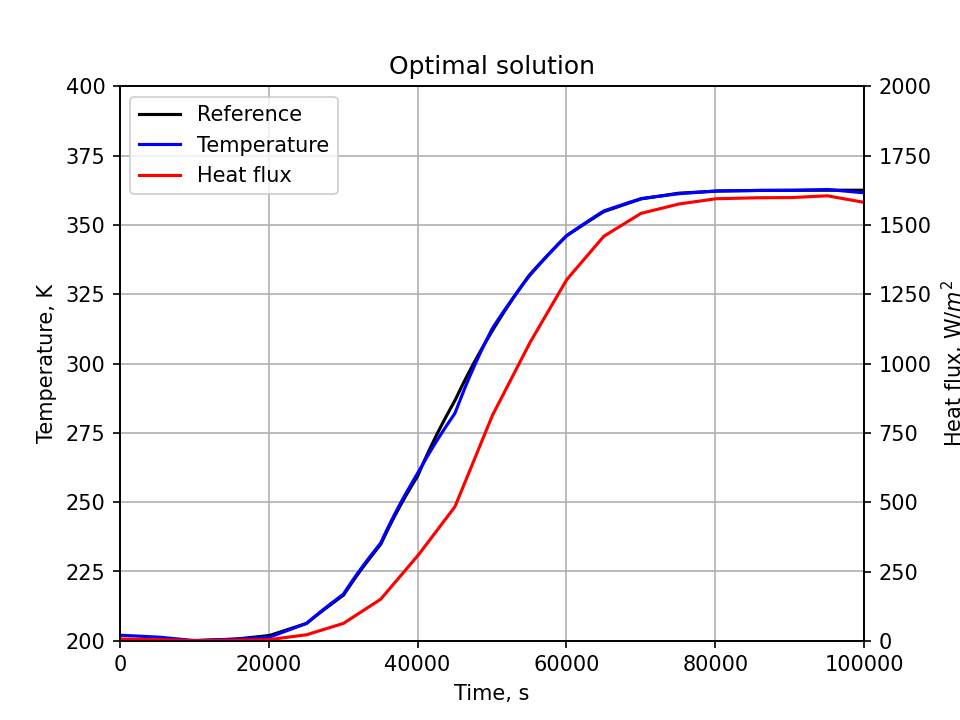 Optimal solution
Reference
Temperature
Heat flux
400
375
350
325
300
275
250
225
200
Temperature, K
2000
1750
1500
1250
1000
750
500
250
0
Heat flux, W/m²
0 20000 40000 60000 80000 100000
Time, s